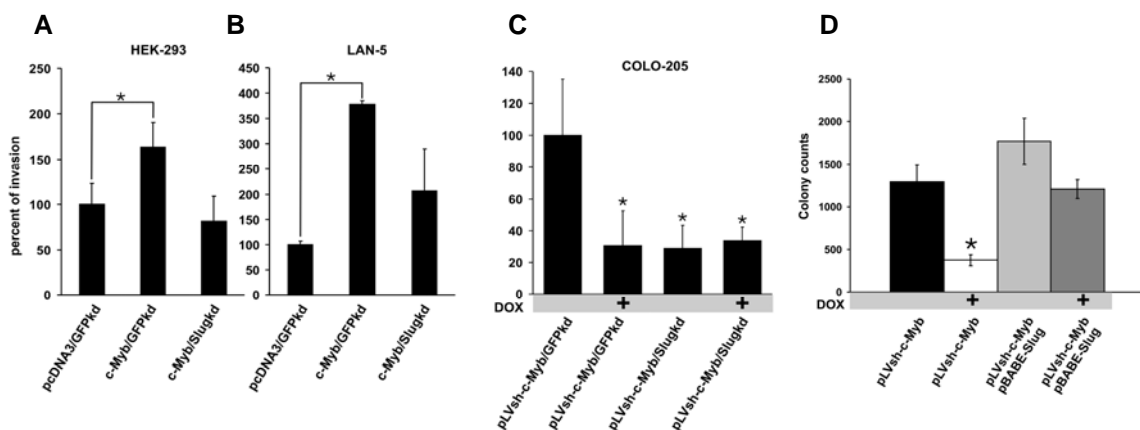 A
HEK-293
percent of invasion
250
200
150
100
50
0
*
pcDNA3/GFPkd
c-Myb/GFPkd
c-Myb/Slugkd
B
LAN-5
450
400
350
300
250
200
150
100
50
0
*
pcDNA3/GFPkd
c-Myb/GFPkd
c-Myb/Slugkd
C
COLO-205
140
120
100
80
60
40
20
0
*
*
*
DOX
+
+
pLVsh-c-Myb/GFPkd
pLVsh-c-Myb/GFPkd
pLVsh-c-Myb/Slugkd
pLVsh-c-Myb/Slugkd
D
Colony counts
2500
2000
1500
1000
500
0
*
DOX
+
+
pLVsh-c-Myb
pLVsh-c-Myb
pLVsh-c-Myb
pBABE-Slug
pLVsh-c-Myb
pBABE-Slug